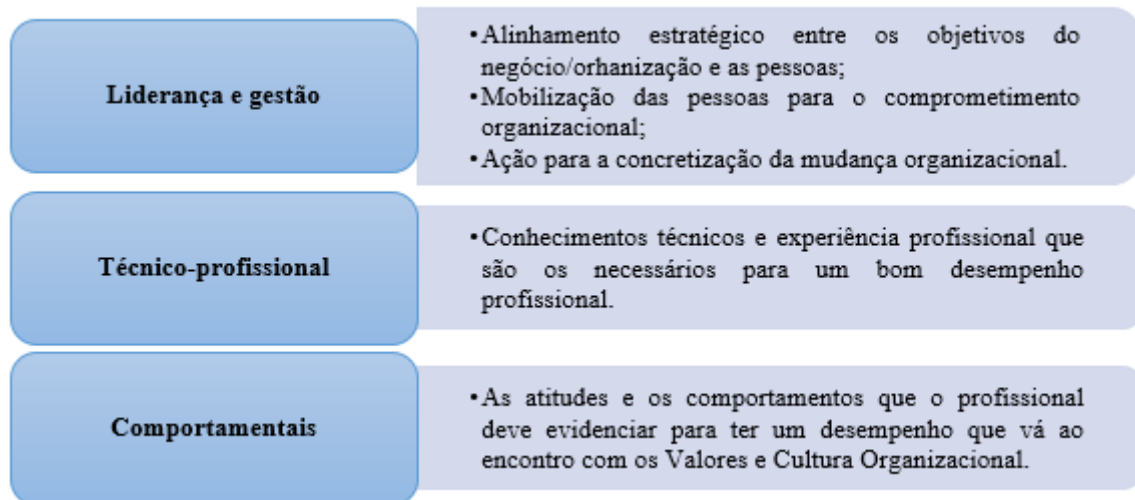 Liderança e gestão
•Alinhamento estratégico entre os objetivos do
negócio/orhanização e as pessoas;
•Mobilização das pessoas para o comprometimento
organizacional;
•Ação para a concretização da mudança organizacional.
Técnico-profissional
•Conhecimentos técnicos e experiência profissional que
são os necessários para um bom desempenho
profissional.
Comportamentais
•As atitudes e os comportamentos que o profissional
deve evidenciar para ter um desempenho que vá ao
encontro com os Valores e Cultura Organizacional.